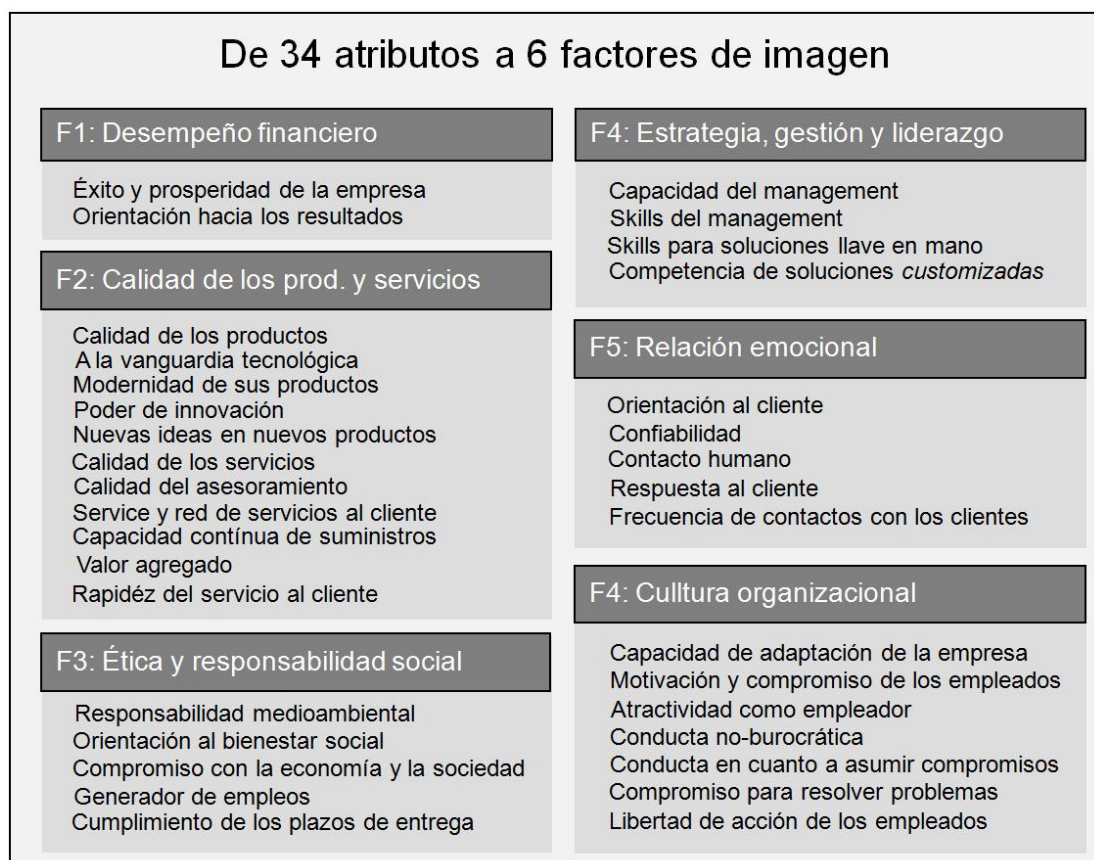 De 34 atributos a 6 factores de imagen
F1: Desempeño financiero
Éxito y prosperidad de la empresa
Orientación hacia los resultados
F2: Calidad de los prod. y servicios
Calidad de los productos
A la vanguardia tecnológica
Modernidad de sus productos
Poder de innovación
Nuevas ideas en nuevos productos
Calidad de los servicios
Calidad del asesoramiento
Service y red de servicios al cliente
Capacidad contínua de suministros
Valor agregado
Rapidéz del servicio al cliente
F3: Ética y responsabilidad social
Responsabilidad medioambiental
Orientación al bienestar social
Compromiso con la economía y la sociedad
Generador de empleos
Cumplimiento de los plazos de entrega
F4: Estrategia, gestión y liderazgo
Capacidad del management
Skills del management
Skills para soluciones llave en mano
Competencia de soluciones customizadas
F5: Relación emocional
Orientación al cliente
Confiabilidad
Contacto humano
Respuesta al cliente
Frecuencia de contactos con los clientes
F4: Culltura organizacional
Capacidad de adaptación de la empresa
Motivación y compromiso de los empleados
Atractividad como empleador
Conducta no-burocrática
Conducta en cuanto a asumir compromisos
Compromiso para resolver problemas
Libertad de acción de los empleados